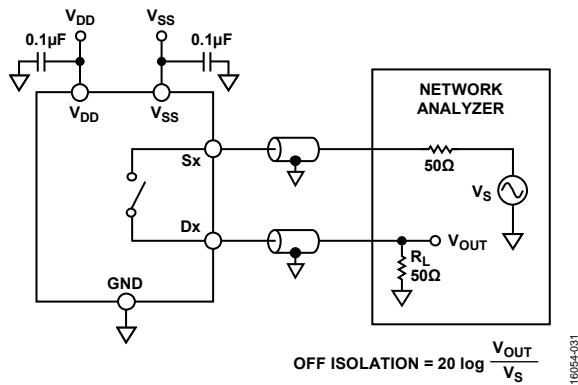 VDD VSS
0.1µF 0.1µF
VDD VSS
NETWORK
ANALYZER
Sx
50Ω
VS
Dx
VOUT
RL
50Ω
GND
OFF ISOLATION = 20 log VOUT
VS
16054-031